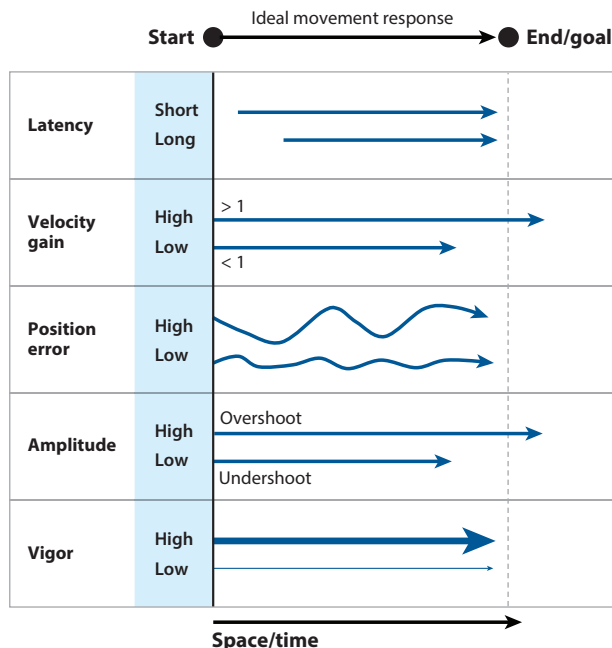 Ideal movement response
Start
End/goal
Latency
Short
Long
Velocity
gain
High
> 1
Low
< 1
Position
error
High
Low
Amplitude
High
Overshoot
Low
Undershoot
Vigor
High
Low
Space/time